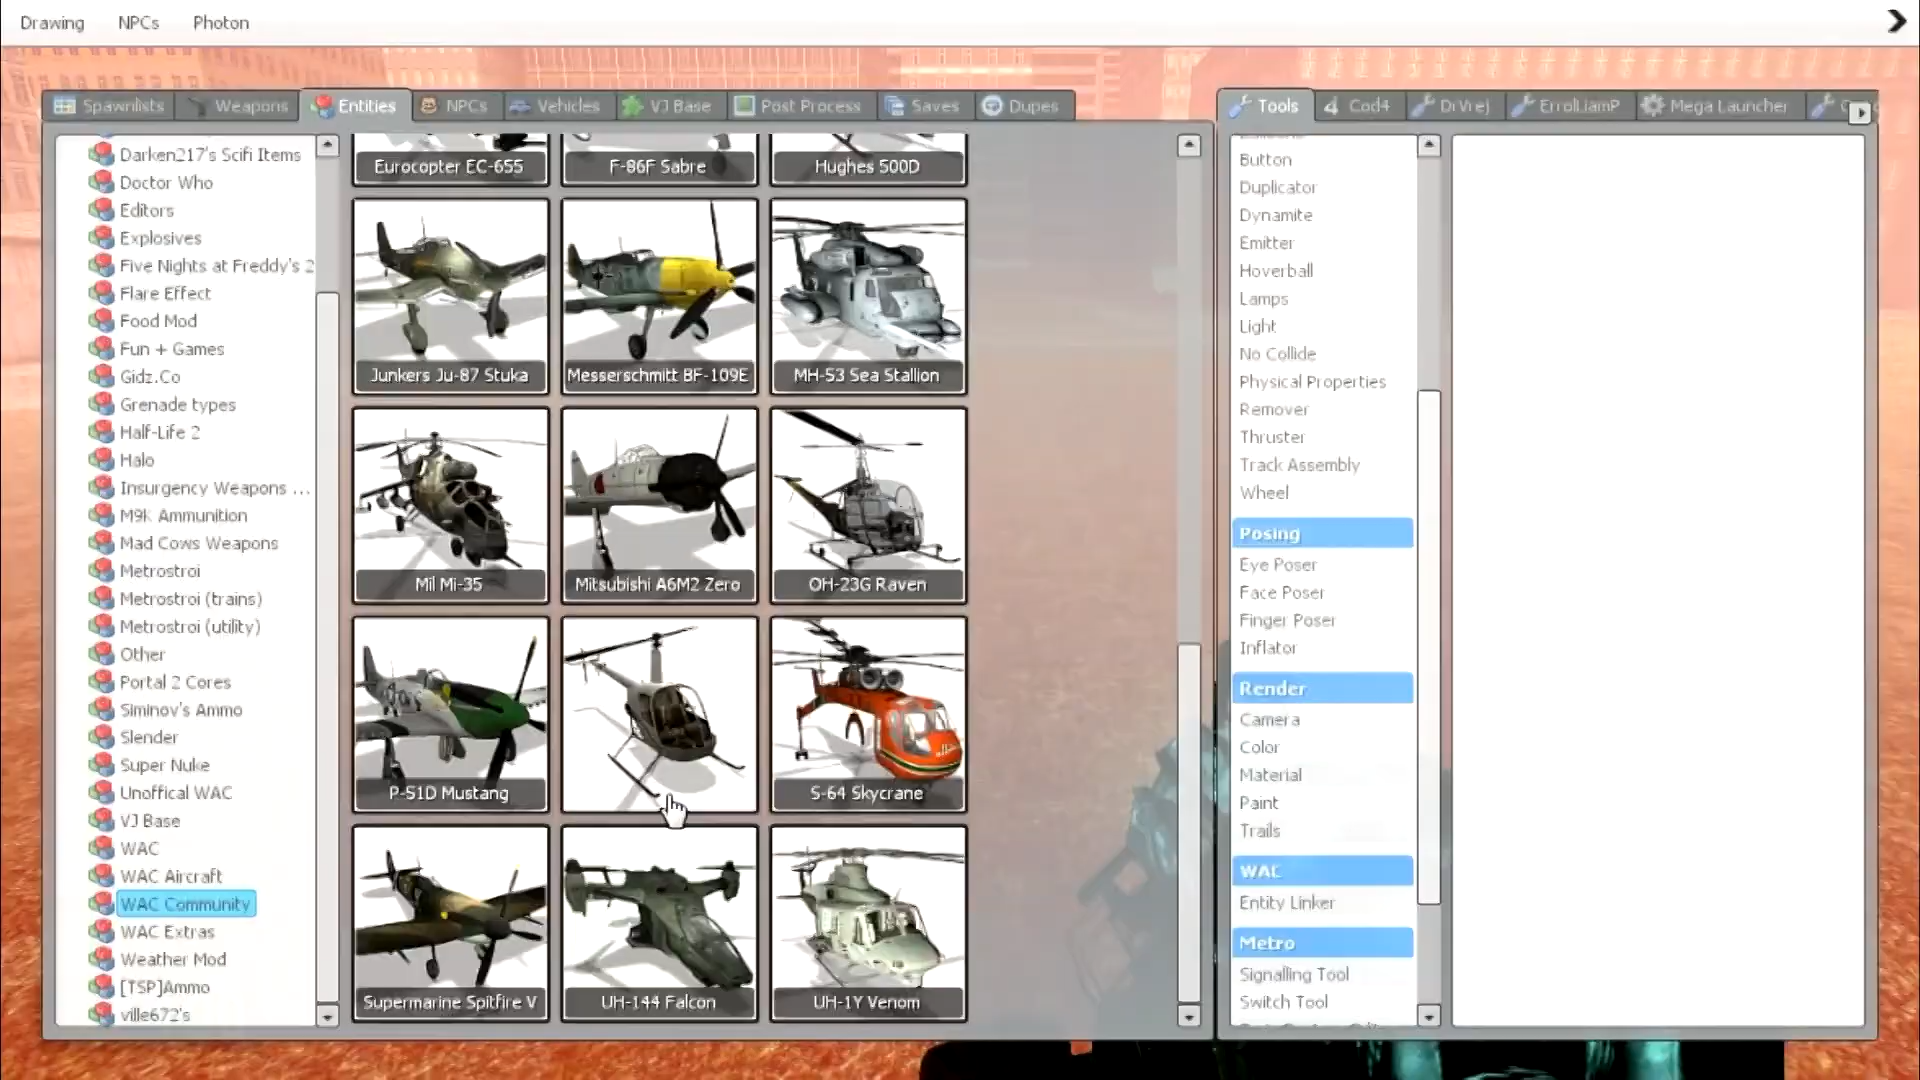 Drawing NPCs Photon
Spawnlists Weapons Entities NPCs Vehicles VJ Base Post Process Saves Dupes
Tools Cod4 DrVrej ErrolLiamP Mega Launcher
Darken217's Scifi Items
Doctor Who
Editors
Explosives
Five Nights at Freddy's 2
Flare Effect
Food Mod
Fun + Games
Gidz.Co
Grenade types
Half-Life 2
Halo
Insurgency Weapons ...
M9k Ammunition
Mad Cows Weapons
Metrostroi
Metrostroi (trains)
Metrostroi (utility)
Other
Portal 2 Cores
Siminov's Ammo
Slender
Super Nuke
Unoffical WAC
VJ Base
WAC
WAC Aircraft
WAC Community
WAC Extras
Weather Mod
[TSP]Ammo
ville672's
Eurocopter EC-655 F-86F Sabre Hughes 500D
Junkers Ju-87 Stuka Messerschmitt BF-109E MH-53 Sea Stallion
Mil Mi-35 Mitsubishi A6M2 Zero OH-23G Raven
P-51D Mustang S-64 Skycrane
Supermarine Spitfire V UH-144 Falcon UH-1Y Venom
Button
Duplicator
Dynamite
Emitter
Hoverball
Lamps
Light
No Collide
Physical Properties
Remover
Thruster
Track Assembly
Wheel
Posing
Eye Poser
Face Poser
Finger Poser
Inflator
Render
Camera
Color
Material
Paint
Trails
WAC
Entity Linker
Metro
Signalling Tool
Switch Tool